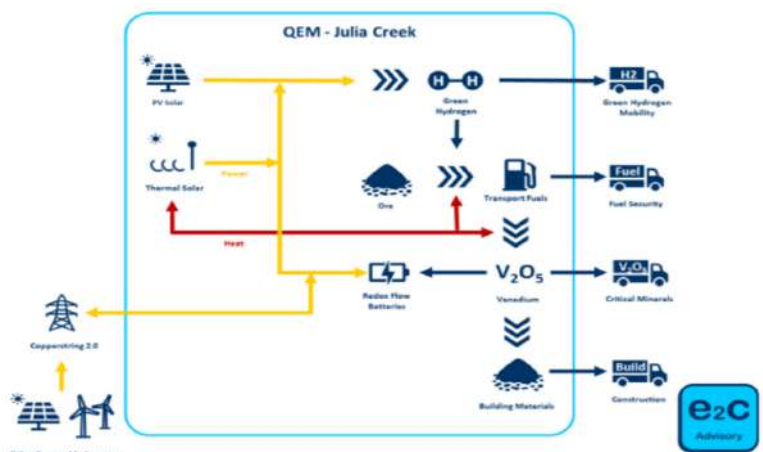 QEM - Julia Creek
PV Solar
H-H
Green
Hydrogen
H2
Green Hydrogen
Mobility
Thermal Solar
Power
Ore
Transport Fuels
Fuel
Fuel Security
Heat
Redox Flow
Batteries
V₂O₅
Vanadium
V₂O₅
Critical Minerals
Copperstring 2.0
Building Materials
Build
Construction
e2c
Advisory